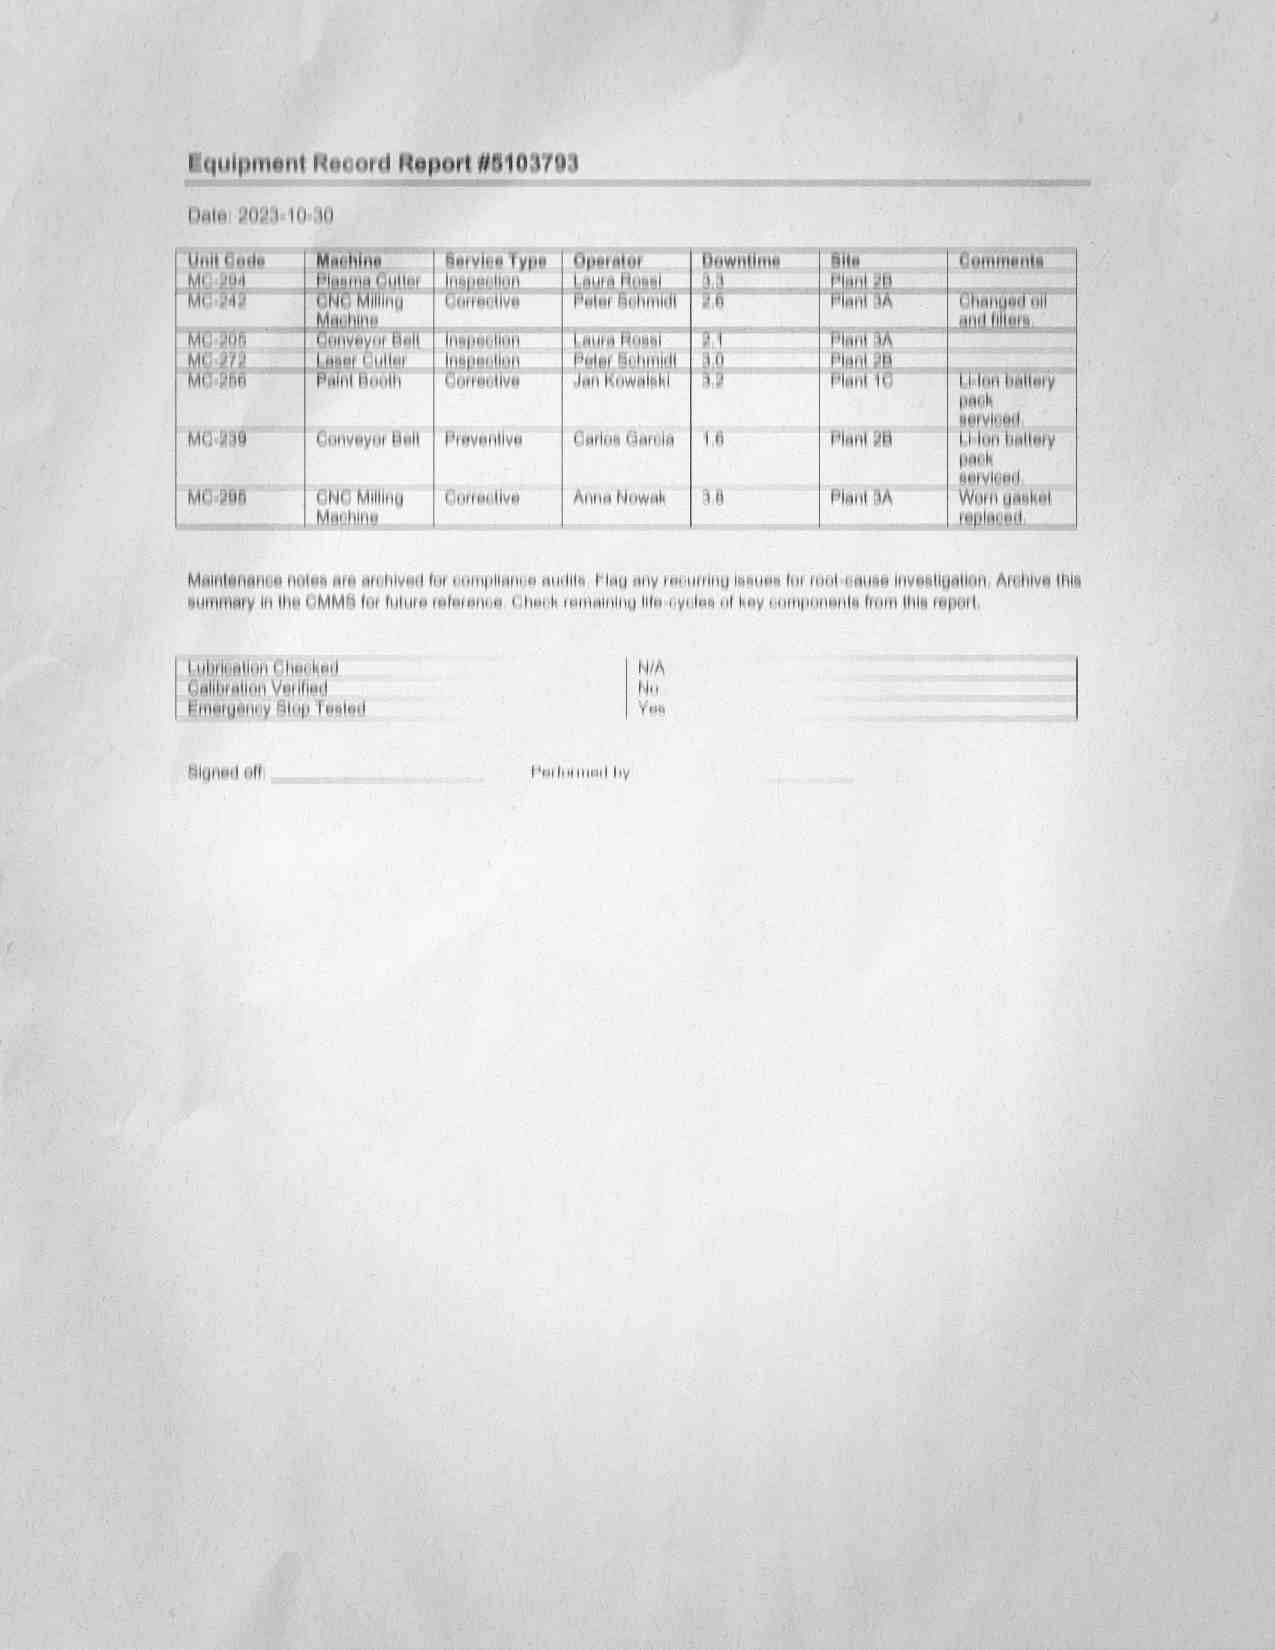 Equipment Record Report #5103793
Date: 2023-10-30
Unit Code Machine Service Type Operator Downtime Site Comments
MC-294 Plasma Cutter Inspection Laura Rossi 3.3 Plant 2B
MC-242 CNC Milling Corrective Peter Schmidt 2.6 Plant 3A Changed oil
Machine and filters.
MC-205 Conveyor Belt Inspection Laura Rossi 2.1 Plant 3A
MC-272 Laser Cutter Inspection Peter Schmidt 3.0 Plant 2B
Paint Booth Corrective Jan Kowalski 3.2 Plant 1C Li-Ion battery
pack
serviced.
MC-239 Conveyor Belt Preventive Carlos Garcia 1.6 Plant 2B Li-Ion battery
pack
serviced.
CNC Milling Corrective Anna Nowak Plant 3A Worn gasket
Machine replaced.
Maintenance notes are archived for compliance audits. Flag any recurring issues for root-cause investigation. Archive this
summary in the CMMS for future reference. Check remaining life-cycles of key components from this report.
Lubrication Checked N/A
Calibration Verified No
Emergency Stop Tested Yes
Signed off: Performed by